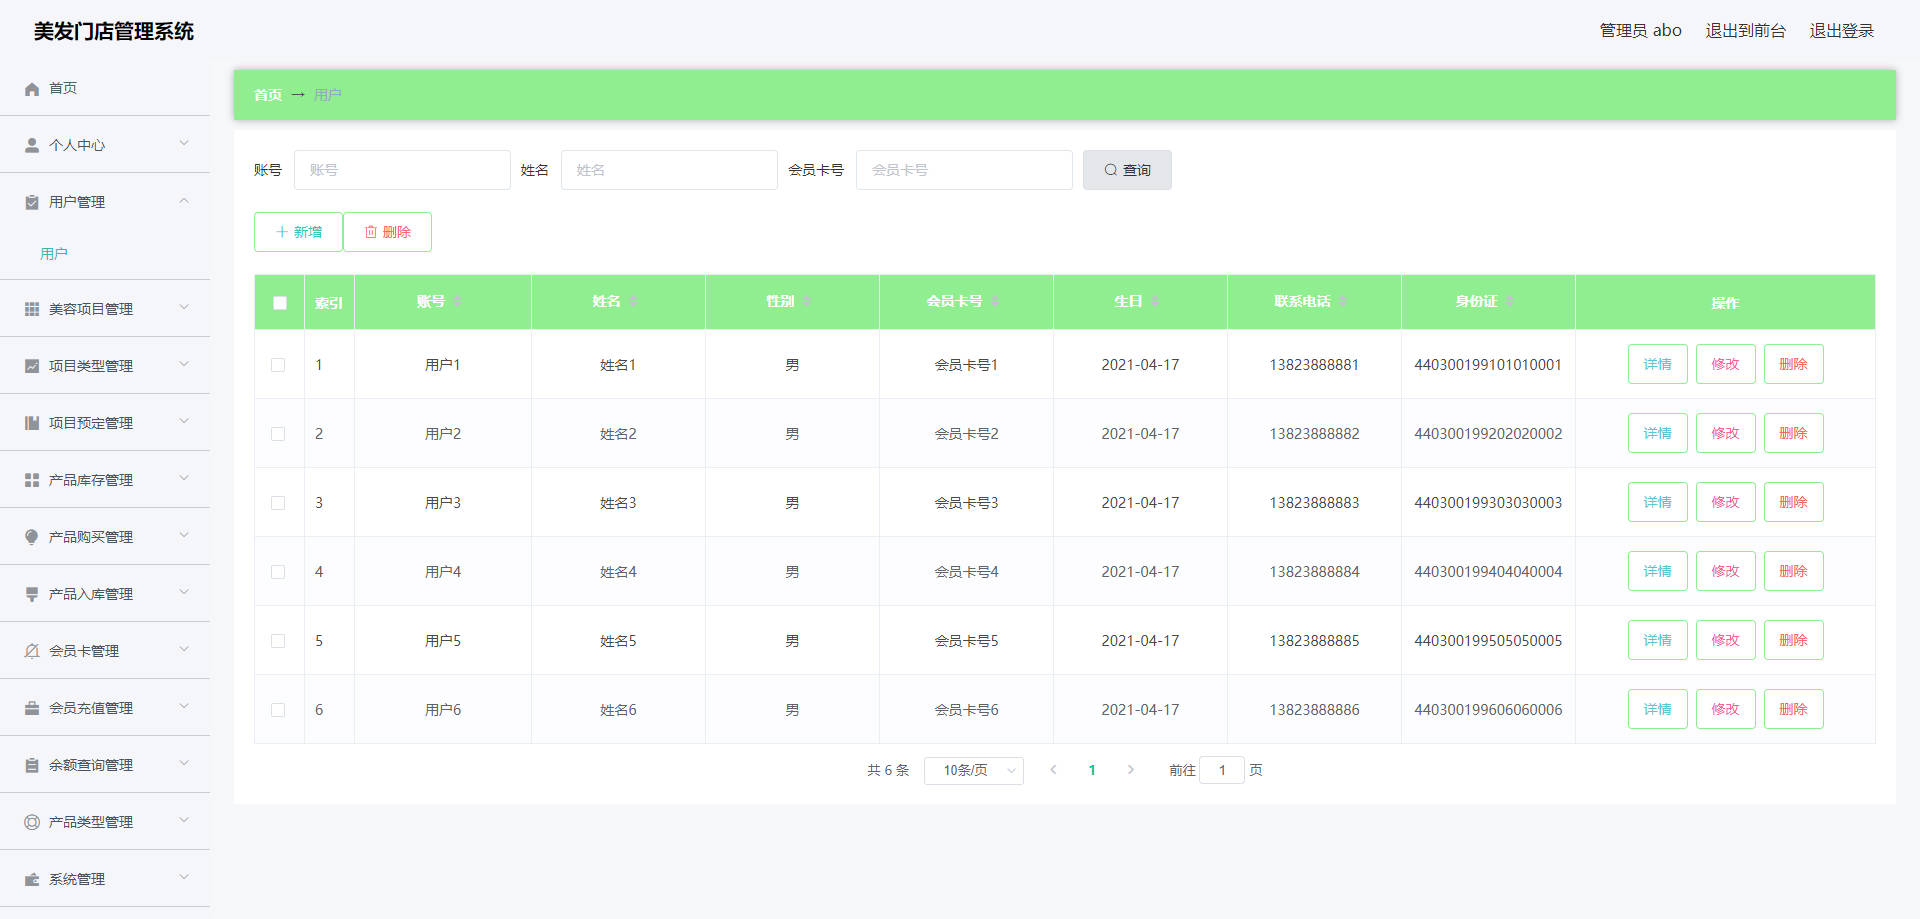 美发门店管理系统
管理员 abo 退出到前台 退出登录
首页
个人中心
用户管理
用户
美容项目管理
项目类型管理
项目预定管理
产品库存管理
产品购买管理
产品入库管理
会员卡管理
会员充值管理
余额查询管理
产品类型管理
系统管理
首页 → 用户
账号 账号 姓名 姓名 会员卡号 会员卡号 查询
新增 删除
索引 账号 姓名 性别 会员卡号 生日 联系电话 身份证 操作
1 用户1 姓名1 男 会员卡号1 2021-04-17 13823888881 440300199101010001 详情 修改 删除
2 用户2 姓名2 男 会员卡号2 2021-04-17 13823888882 440300199202020002 详情 修改 删除
3 用户3 姓名3 男 会员卡号3 2021-04-17 13823888883 440300199303030003 详情 修改 删除
4 用户4 姓名4 男 会员卡号4 2021-04-17 13823888884 440300199404040004 详情 修改 删除
5 用户5 姓名5 男 会员卡号5 2021-04-17 13823888885 440300199505050005 详情 修改 删除
6 用户6 姓名6 男 会员卡号6 2021-04-17 13823888886 440300199606060006 详情 修改 删除
共 6 条 10条/页 1 前往 1 页